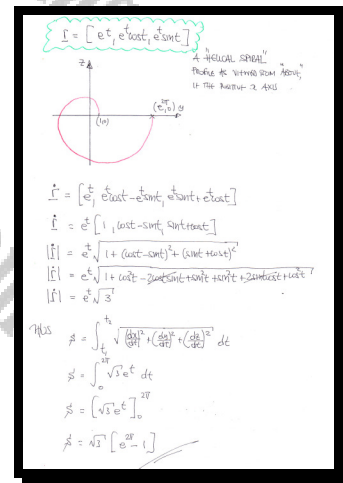 r = [e^t, e^t cost, e^t sint]
A "HELICAL SPIRAL"
PROFILE AS VIEWED FROM "ABOVE",
IE THE POSITIVE x AXIS
z
(1,0)
(e^{2π}, 0) y
ṙ = [e^t, e^t cost - e^t sint, e^t sint + e^t cost]
ṙ = e^t [1, cost - sint, sint + cost]
|ṙ| = e^t √(1 + (cost - sint)² + (sint + cost)²)
|ṙ| = e^t √(1 + cos²t - 2costsint + sin²t + sin²t + 2sintcost + cos²t)
|ṙ| = e^t √3
THUS
s = ∫_{t₁}^{t₂} √((dx/dt)² + (dy/dt)² + (dz/dt)²) dt
s = ∫_0^{2π} √3 e^t dt
s = [√3 e^t]_0^{2π}
s = √3 [e^{2π} - 1]